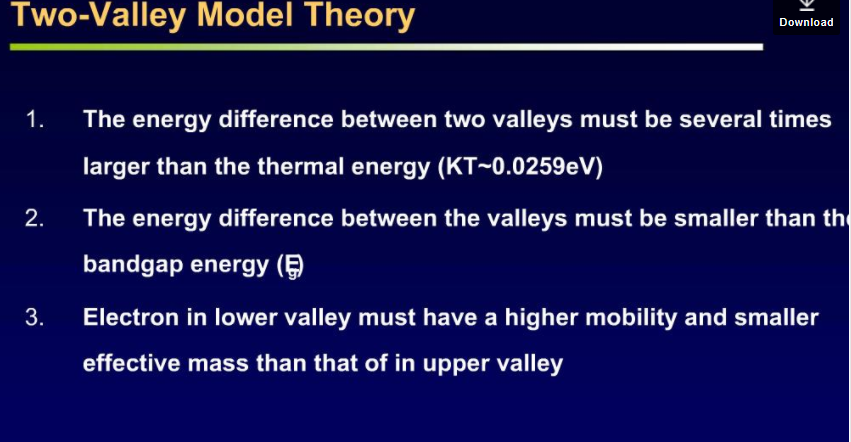 Two-Valley Model Theory
Download
1. The energy difference between two valleys must be several times
larger than the thermal energy (KT~0.0259eV)
2. The energy difference between the valleys must be smaller than the
bandgap energy (Eg)
3. Electron in lower valley must have a higher mobility and smaller
effective mass than that of in upper valley